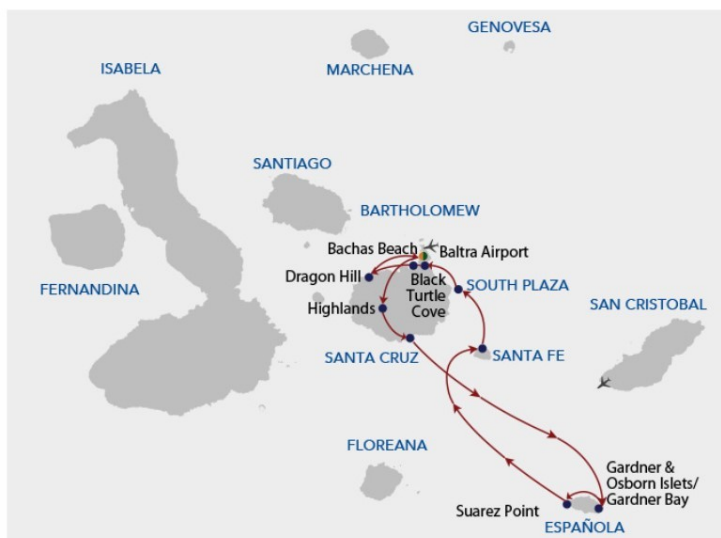 GENOVESA
MARCHENA
ISABELA
SANTIAGO
BARTHOLOMEW
Bachas Beach
Baltra Airport
Dragon Hill
Black
Turtle
Cove
SOUTH PLAZA
FERNANDINA
Highlands
SAN CRISTOBAL
SANTA CRUZ
SANTA FE
FLOREANA
Gardner &
Osborn Islets/
Gardner Bay
Suarez Point
ESPAÑOLA